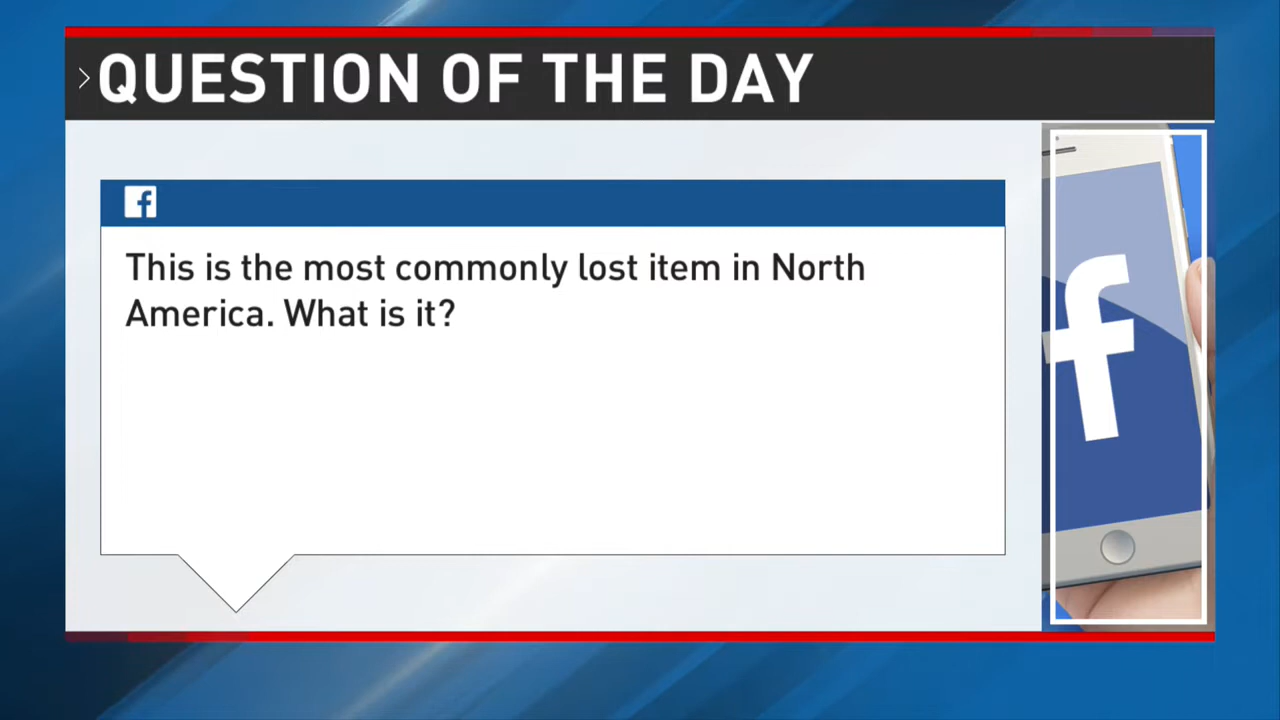 QUESTION OF THE DAY
This is the most commonly lost item in North
America. What is it?